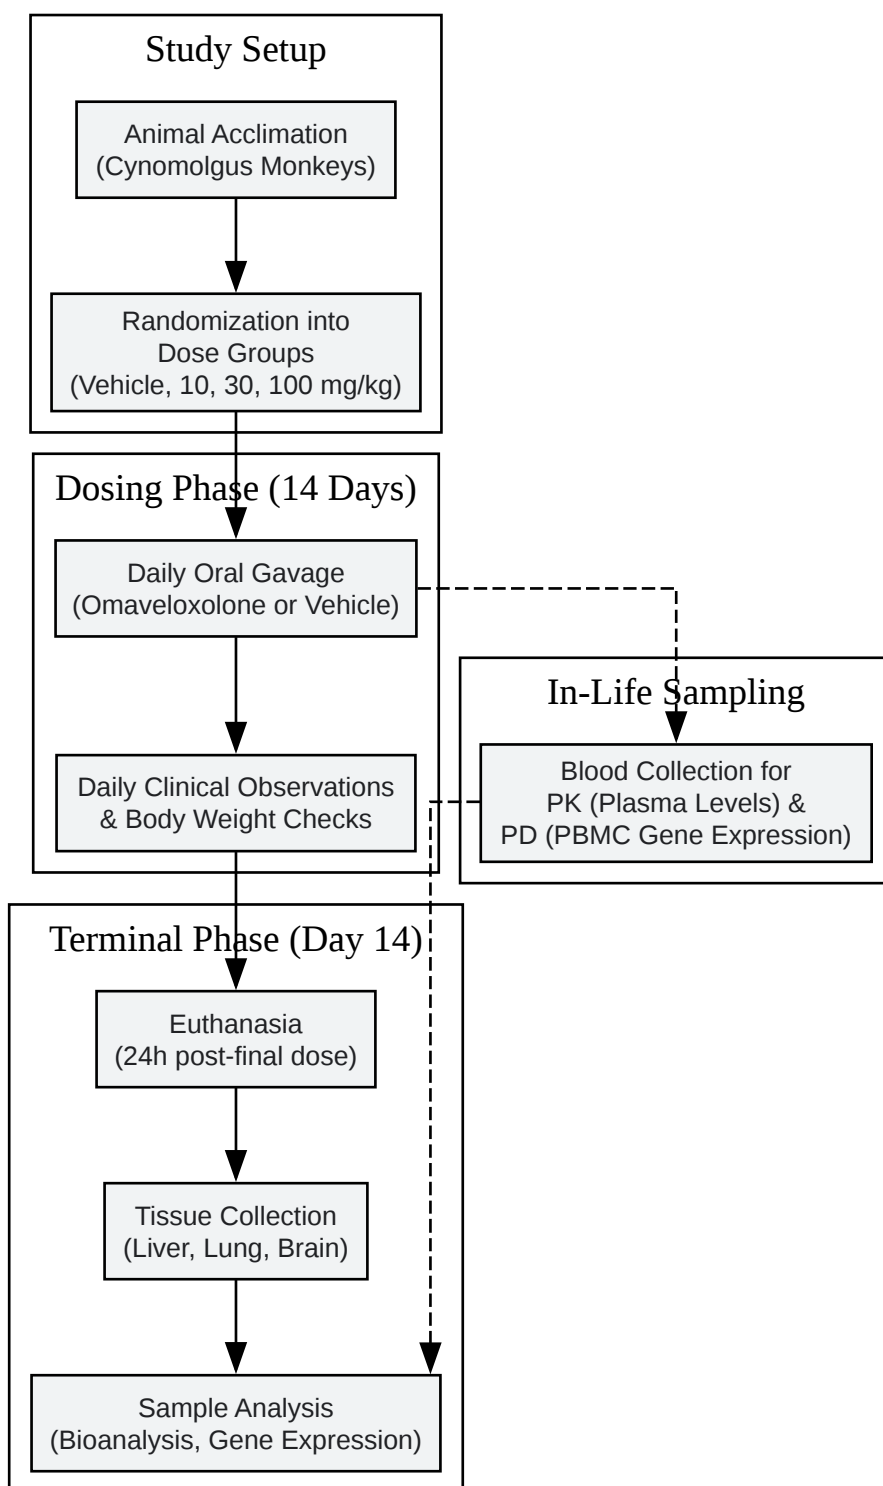 Study Setup
Animal Acclimation
(Cynomolgus Monkeys)
Randomization into
Dose Groups
(Vehicle, 10, 30, 100 mg/kg)
Dosing Phase (14 Days)
Daily Oral Gavage
(Omaveloxolone or Vehicle)
Daily Clinical Observations
& Body Weight Checks
In-Life Sampling
Blood Collection for
PK (Plasma Levels) &
PD (PBMC Gene Expression)
Terminal Phase (Day 14)
Euthanasia
(24h post-final dose)
Tissue Collection
(Liver, Lung, Brain)
Sample Analysis
(Bioanalysis, Gene Expression)